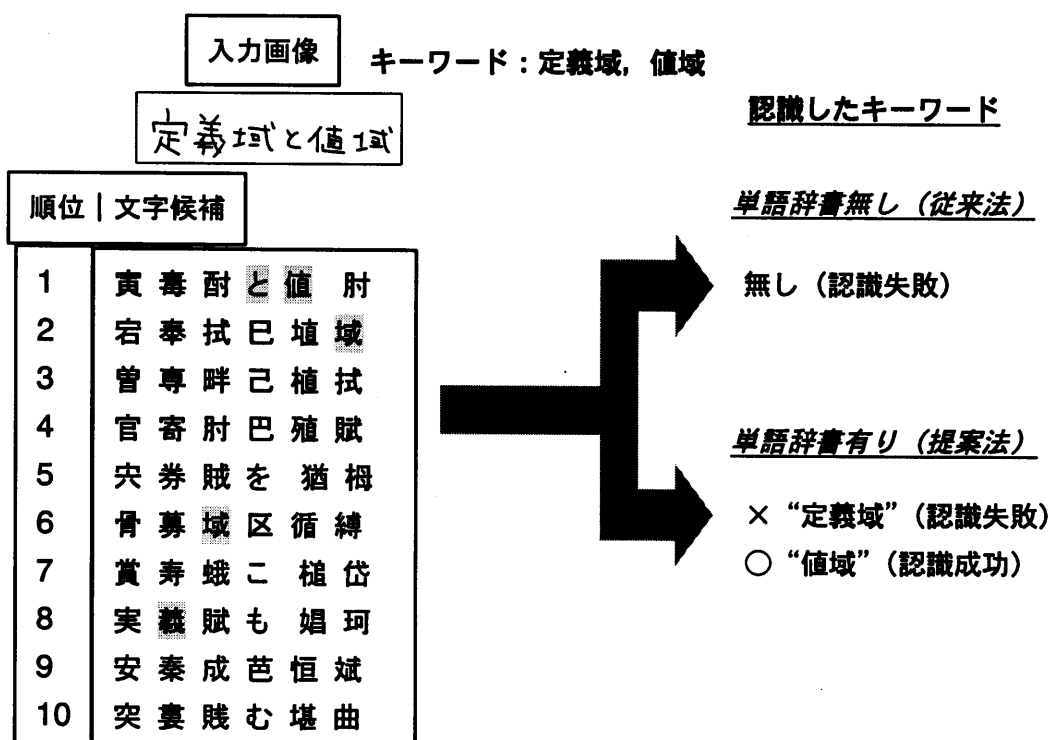 入力画像
キーワード：定義域，値域
定義域と値域
順位 | 文字候補
1 寅毒酎と値肘
2 宕奉拭巳埴域
3 曽専畔己植拭
4 官寄肘巴殖賦
5 宍券賊を猶栂
6 骨募域区循縛
7 賞寿蛾こ槌岱
8 実義賦も娼珂
9 安秦成芭恒斌
10 突妻賎む堪曲
認識したキーワード
単語辞書無し（従来法）
無し（認識失敗）
単語辞書有り（提案法）
× “定義域”（認識失敗）
○ “値域”（認識成功）